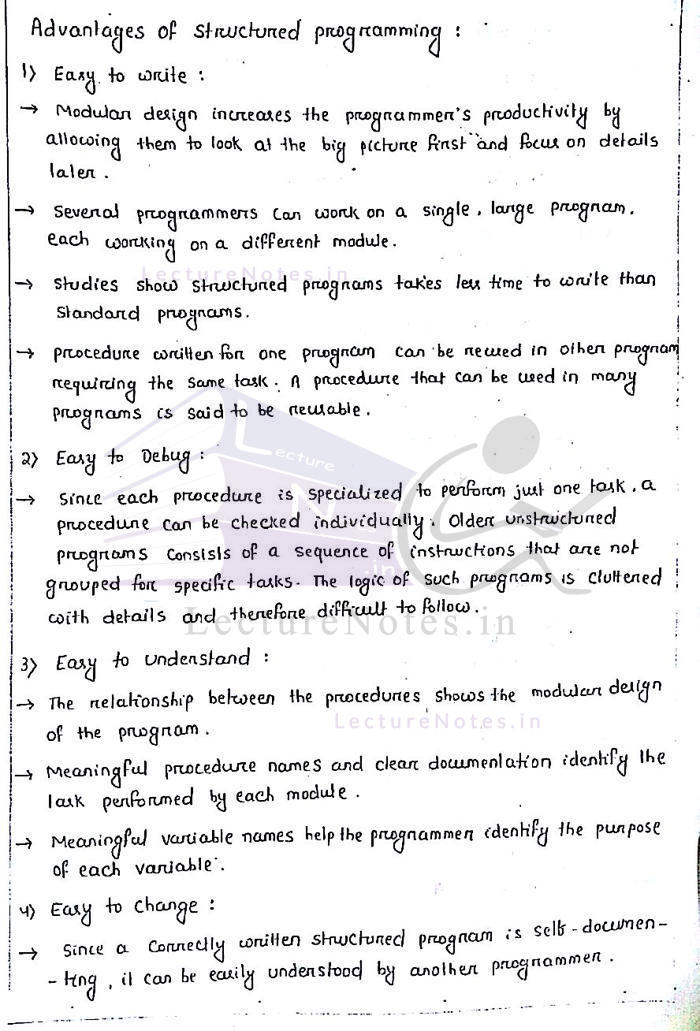 Advantages of structured programming :
1) Easy to write :
→ Modular design increases the programmer's productivity by
allowing them to look at the big picture first and focus on details
later.
→ Several programmers can work on a single, large program,
each working on a different module.
LectureNotes.in
→ Studies show structured programs takes less time to write than
standard programs.
→ procedure written for one program can be reused in other program
requiring the same task. A procedure that can be used in many
programs is said to be reusable.
2) Easy to Debug :
Lecture
→ Since each procedure is specialized to perform just one task, a
N
procedure can be checked individually. Older unstructured
programs consists of a sequence of instructions that are not
.in
grouped for specific tasks. The logic of such programs is cluttered
with details and therefore difficult to follow.
LectureNotes.in
3) Easy to understand :
→ The relationship between the procedures shows the modular design
LectureNotes.in
of the program.
→ Meaningful procedure names and clear documentation identify the
task performed by each module.
→ Meaningful variable names help the programmer identify the purpose
of each variable.
4) Easy to change :
→ Since a correctly written structured program is self-documen-
-ting, it can be easily understood by another programmer.